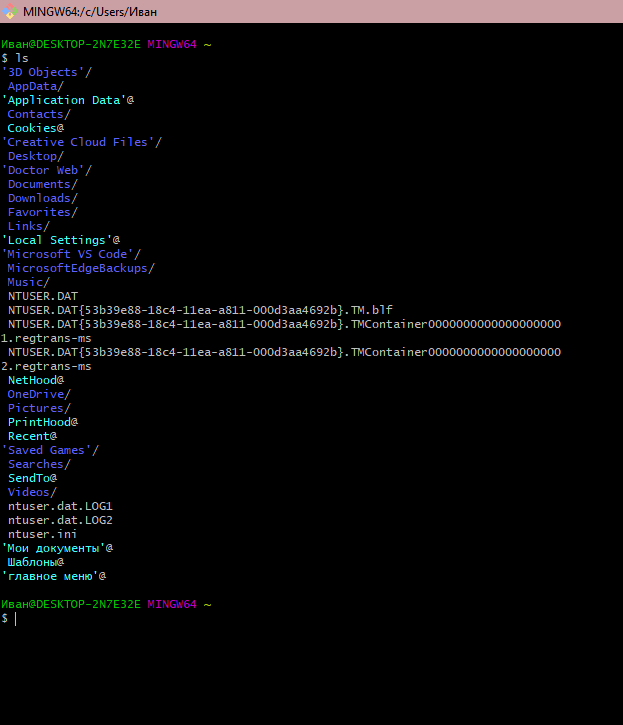 MINGW64:/c/Users/Иван
Иван@DESKTOP-2N7E32E MINGW64 ~
$ ls
'3D Objects'/
AppData/
'Application Data'@
Contacts/
Cookies@
'Creative Cloud Files'/
Desktop/
'Doctor Web'/
Documents/
Downloads/
Favorites/
Links/
'Local Settings'@
'Microsoft VS Code'/
MicrosoftEdgeBackups/
Music/
NTUSER.DAT
NTUSER.DAT{53b39e88-18c4-11ea-a811-000d3aa4692b}.TM.blf
NTUSER.DAT{53b39e88-18c4-11ea-a811-000d3aa4692b}.TMContainer0000000000000000000
1.regtrans-ms
NTUSER.DAT{53b39e88-18c4-11ea-a811-000d3aa4692b}.TMContainer0000000000000000000
2.regtrans-ms
NetHood@
OneDrive/
Pictures/
PrintHood@
Recent@
'Saved Games'/
Searches/
SendTo@
Videos/
ntuser.dat.LOG1
ntuser.dat.LOG2
ntuser.ini
'Мои документы'@
Шаблоны@
'главное меню'@
Иван@DESKTOP-2N7E32E MINGW64 ~
$